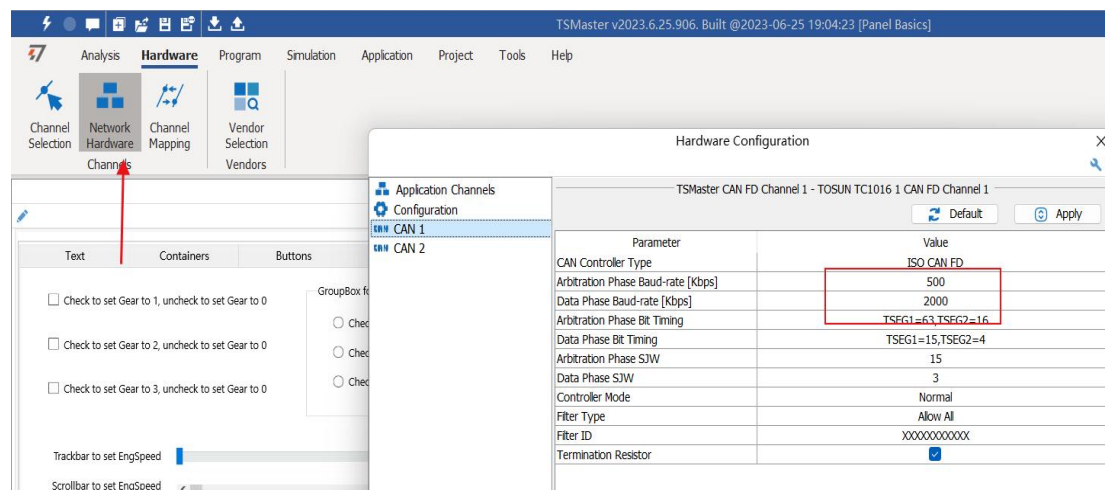 TSMaster v2023.6.25.906. Built @2023-06-25 19:04:23 [Panel Basics]
Analysis Hardware Program Simulation Application Project Tools Help
Channel Selection
Network Hardware
Channel Mapping
Vendor Selection
Channels
Vendors
Hardware Configuration
Application Channels
Configuration
CAN 1
CAN 2
TSMaster CAN FD Channel 1 - TOSUN TC1016 1 CAN FD Channel 1
Default
Apply
Parameter Value
CAN Controller Type ISO CAN FD
Arbitration Phase Baud-rate [Kbps] 500
Data Phase Baud-rate [Kbps] 2000
Arbitration Phase Bit Timing TSEG1=63,TSEG2=16
Data Phase Bit Timing TSEG1=15,TSEG2=4
Arbitration Phase SJW 15
Data Phase SJW 3
Controller Mode Normal
Filter Type Allow All
Filter ID XXXXXXXXXXX
Termination Resistor
Text Containers Buttons
Check to set Gear to 1, uncheck to set Gear to 0
Check to set Gear to 2, uncheck to set Gear to 0
Check to set Gear to 3, uncheck to set Gear to 0
GroupBox fo
Chec
Chec
Chec
Trackbar to set EngSpeed
Scrollbar to set EngSpeed